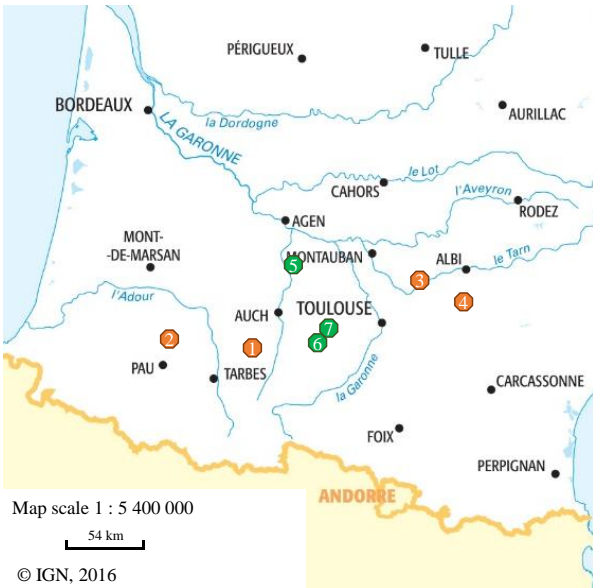 PÉRIGUEUX
TULLE
BORDEAUX
AURILLAC
la Dordogne
LA GARONNE
le Lot
CAHORS
l'Aveyron
RODEZ
AGEN
MONT-
-DE-MARSAN
5
MONTAUBAN
ALBI
le Tarn
3
l'Adour
4
AUCH
TOULOUSE
7
2
1
6
PAU
TARBES
la Garonne
CARCASSONNE
FOIX
PERPIGNAN
ANDORRE
Map scale 1 : 5 400 000
54 km
© IGN, 2016